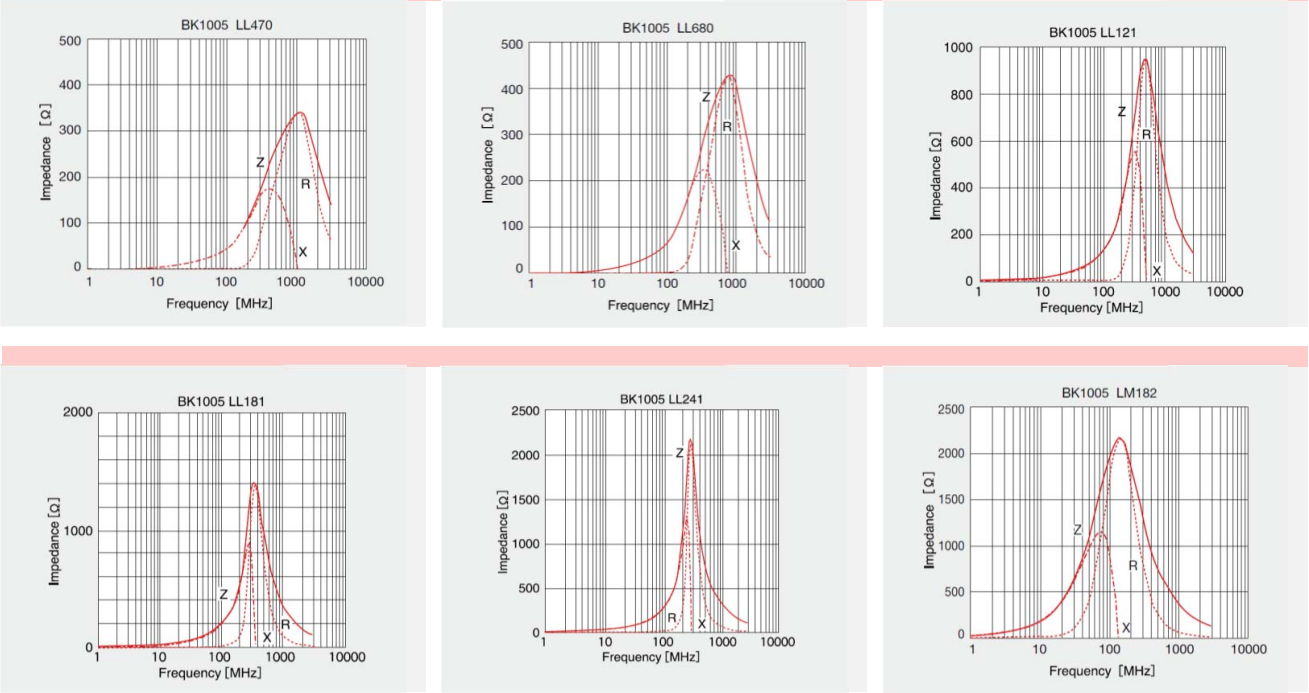 BK1005 LL470
500
400
300
200
100
0
Impedance [Ω]
Z
R
X
1 10 100 1000 10000
Frequency [MHz]
BK1005 LL680
500
400
300
200
100
0
Impedance [Ω]
Z
R
X
1 10 100 1000 10000
Frequency [MHz]
BK1005 LL121
1000
800
600
400
200
0
Impedance [Ω]
Z
R
X
1 10 100 1000 10000
Frequency [MHz]
BK1005 LL181
2000
1000
0
Impedance [Ω]
Z
R
X
1 10 100 1000 10000
Frequency [MHz]
BK1005 LL241
2500
2000
1500
1000
500
0
Impedance [Ω]
Z
R
X
1 10 100 1000 10000
Frequency [MHz]
BK1005 LM182
2500
2000
1500
1000
500
0
Impedance [Ω]
Z
R
X
1 10 100 1000 10000
Frequency [MHz]